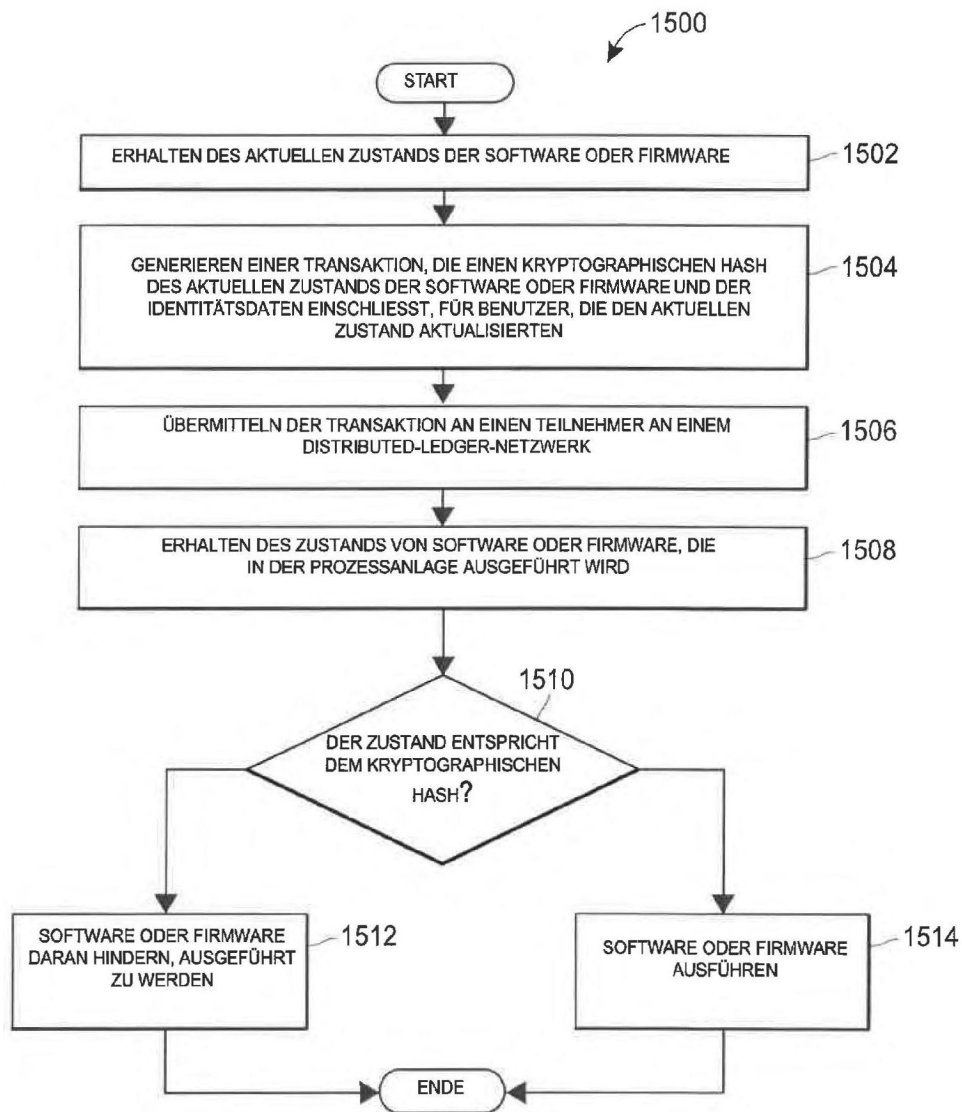 1500
START
ERHALTEN DES AKTUELLEN ZUSTANDS DER SOFTWARE ODER FIRMWARE
1502
GENERIEREN EINER TRANSAKTION, DIE EINEN KRYPTOGRAPHISCHEN HASH
DES AKTUELLEN ZUSTANDS DER SOFTWARE ODER FIRMWARE UND DER
IDENTITÄTSDATEN EINSCHLIESST, FÜR BENUTZER, DIE DEN AKTUELLEN
ZUSTAND AKTUALISIERTEN
1504
ÜBERMITTELN DER TRANSAKTION AN EINEN TEILNEHMER AN EINEM
DISTRIBUTED-LEDGER-NETZWERK
1506
ERHALTEN DES ZUSTANDS VON SOFTWARE ODER FIRMWARE, DIE
IN DER PROZESSANLAGE AUSGEFÜHRT WIRD
1508
1510
DER ZUSTAND ENTSPRICHT
DEM KRYPTOGRAPHISCHEN
HASH?
SOFTWARE ODER FIRMWARE
DARAN HINDERN, AUSGEFÜHRT
ZU WERDEN
1512
SOFTWARE ODER FIRMWARE
AUSFÜHREN
1514
ENDE